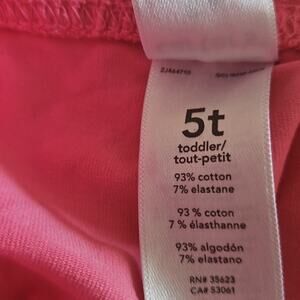 5t
toddler/
tout-petit
93% cotton
7% elastane
93 % coton
7 % élasthanne
93% algodón
7% elastano
RN# 35623
CA# 53061